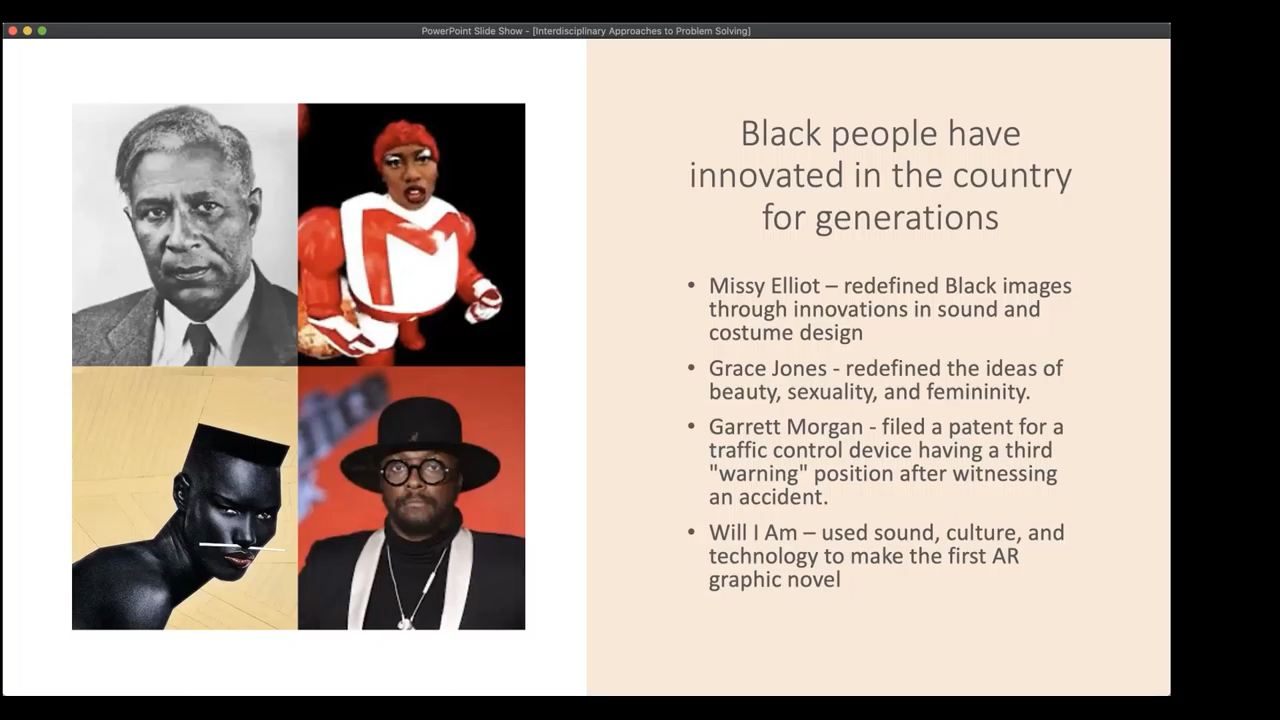 PowerPoint Slide Show - [Interdisciplinary Approaches to Problem Solving]
Black people have
innovated in the country
for generations
• Missy Elliot – redefined Black images
through innovations in sound and
costume design
• Grace Jones - redefined the ideas of
beauty, sexuality, and femininity.
• Garrett Morgan - filed a patent for a
traffic control device having a third
"warning" position after witnessing
an accident.
• Will I Am – used sound, culture, and
technology to make the first AR
graphic novel
M